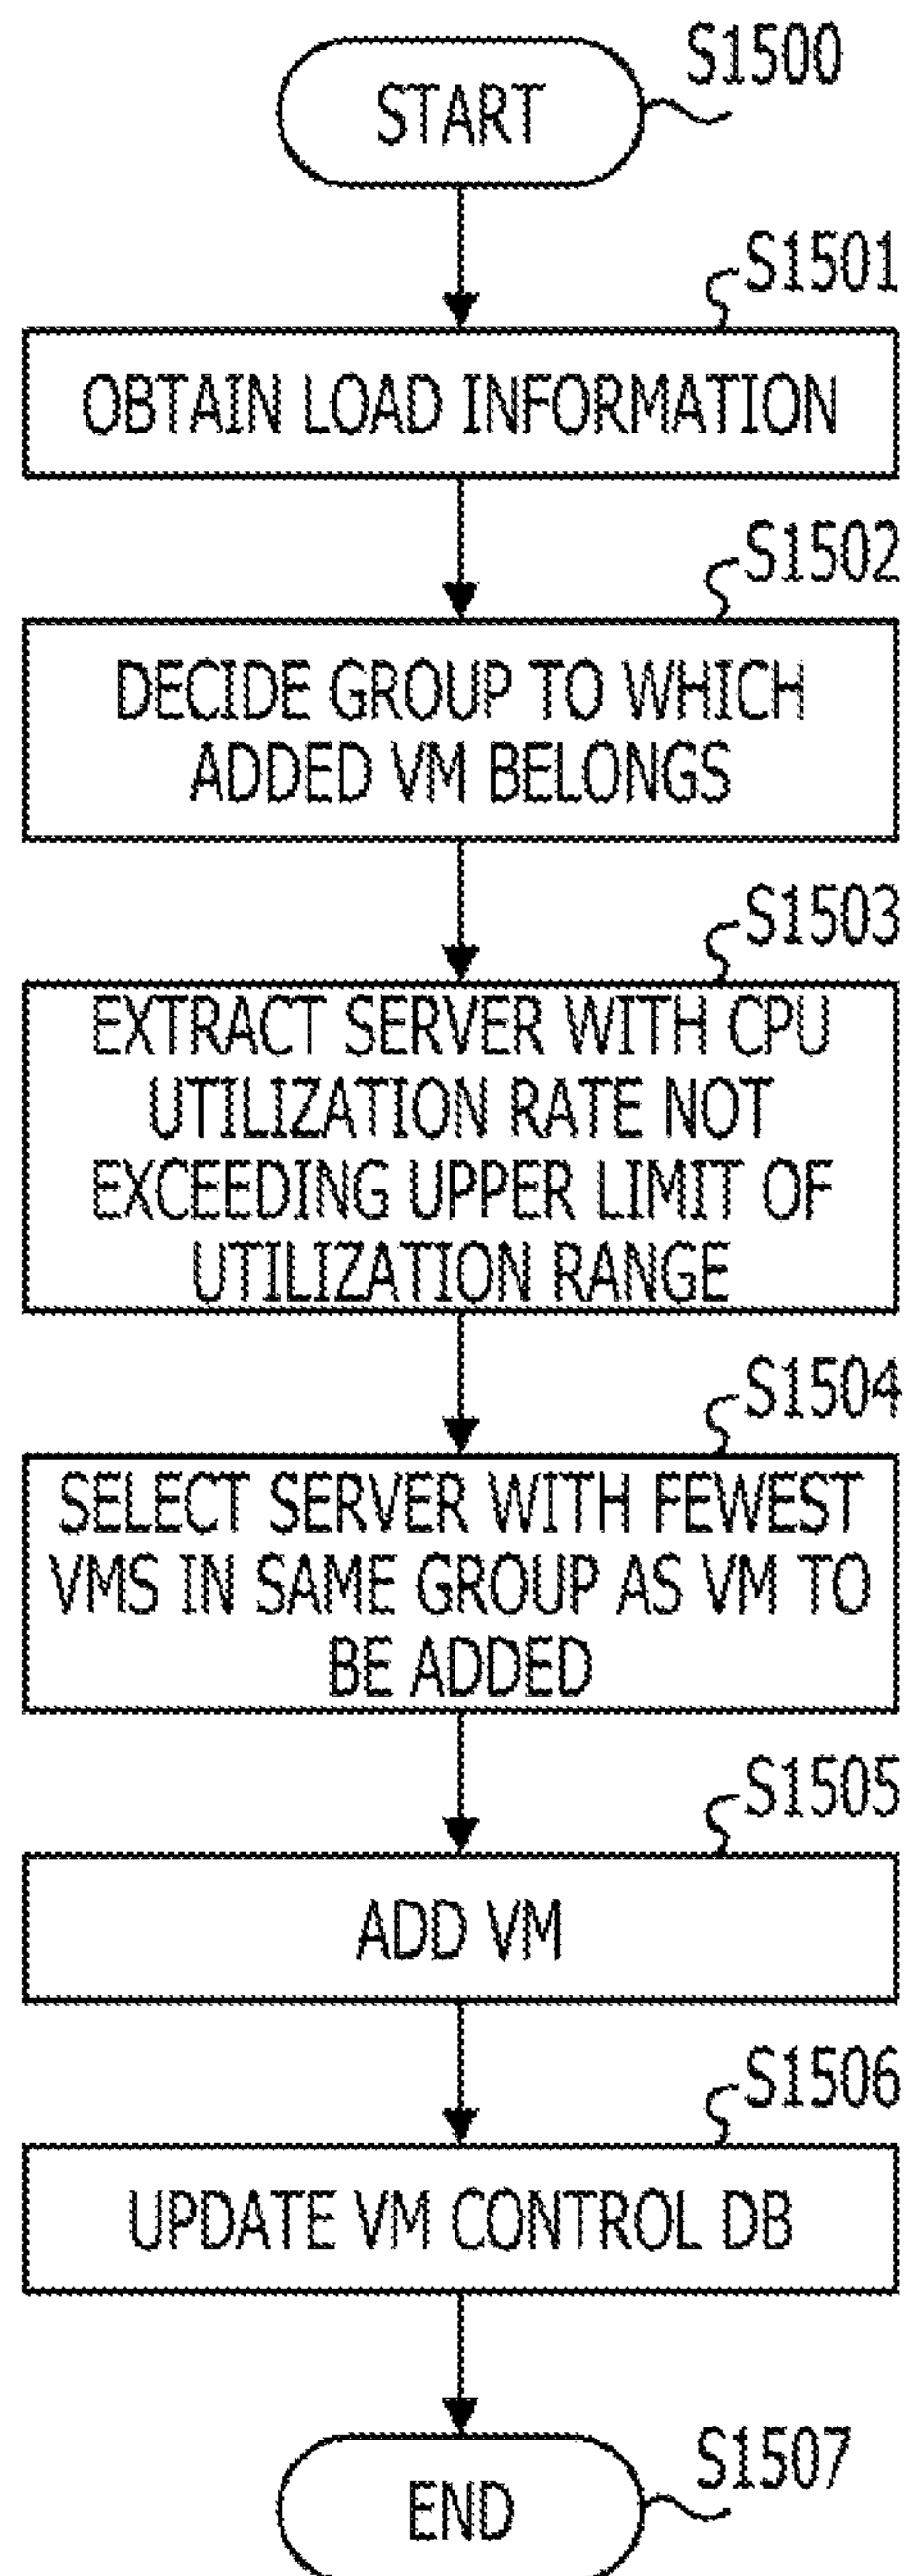 S1500
START
S1501
OBTAIN LOAD INFORMATION
S1502
DECIDE GROUP TO WHICH
ADDED VM BELONGS
S1503
EXTRACT SERVER WITH CPU
UTILIZATION RATE NOT
EXCEEDING UPPER LIMIT OF
UTILIZATION RANGE
S1504
SELECT SERVER WITH FEWEST
VMS IN SAME GROUP AS VM TO
BE ADDED
S1505
ADD VM
S1506
UPDATE VM CONTROL DB
S1507
END